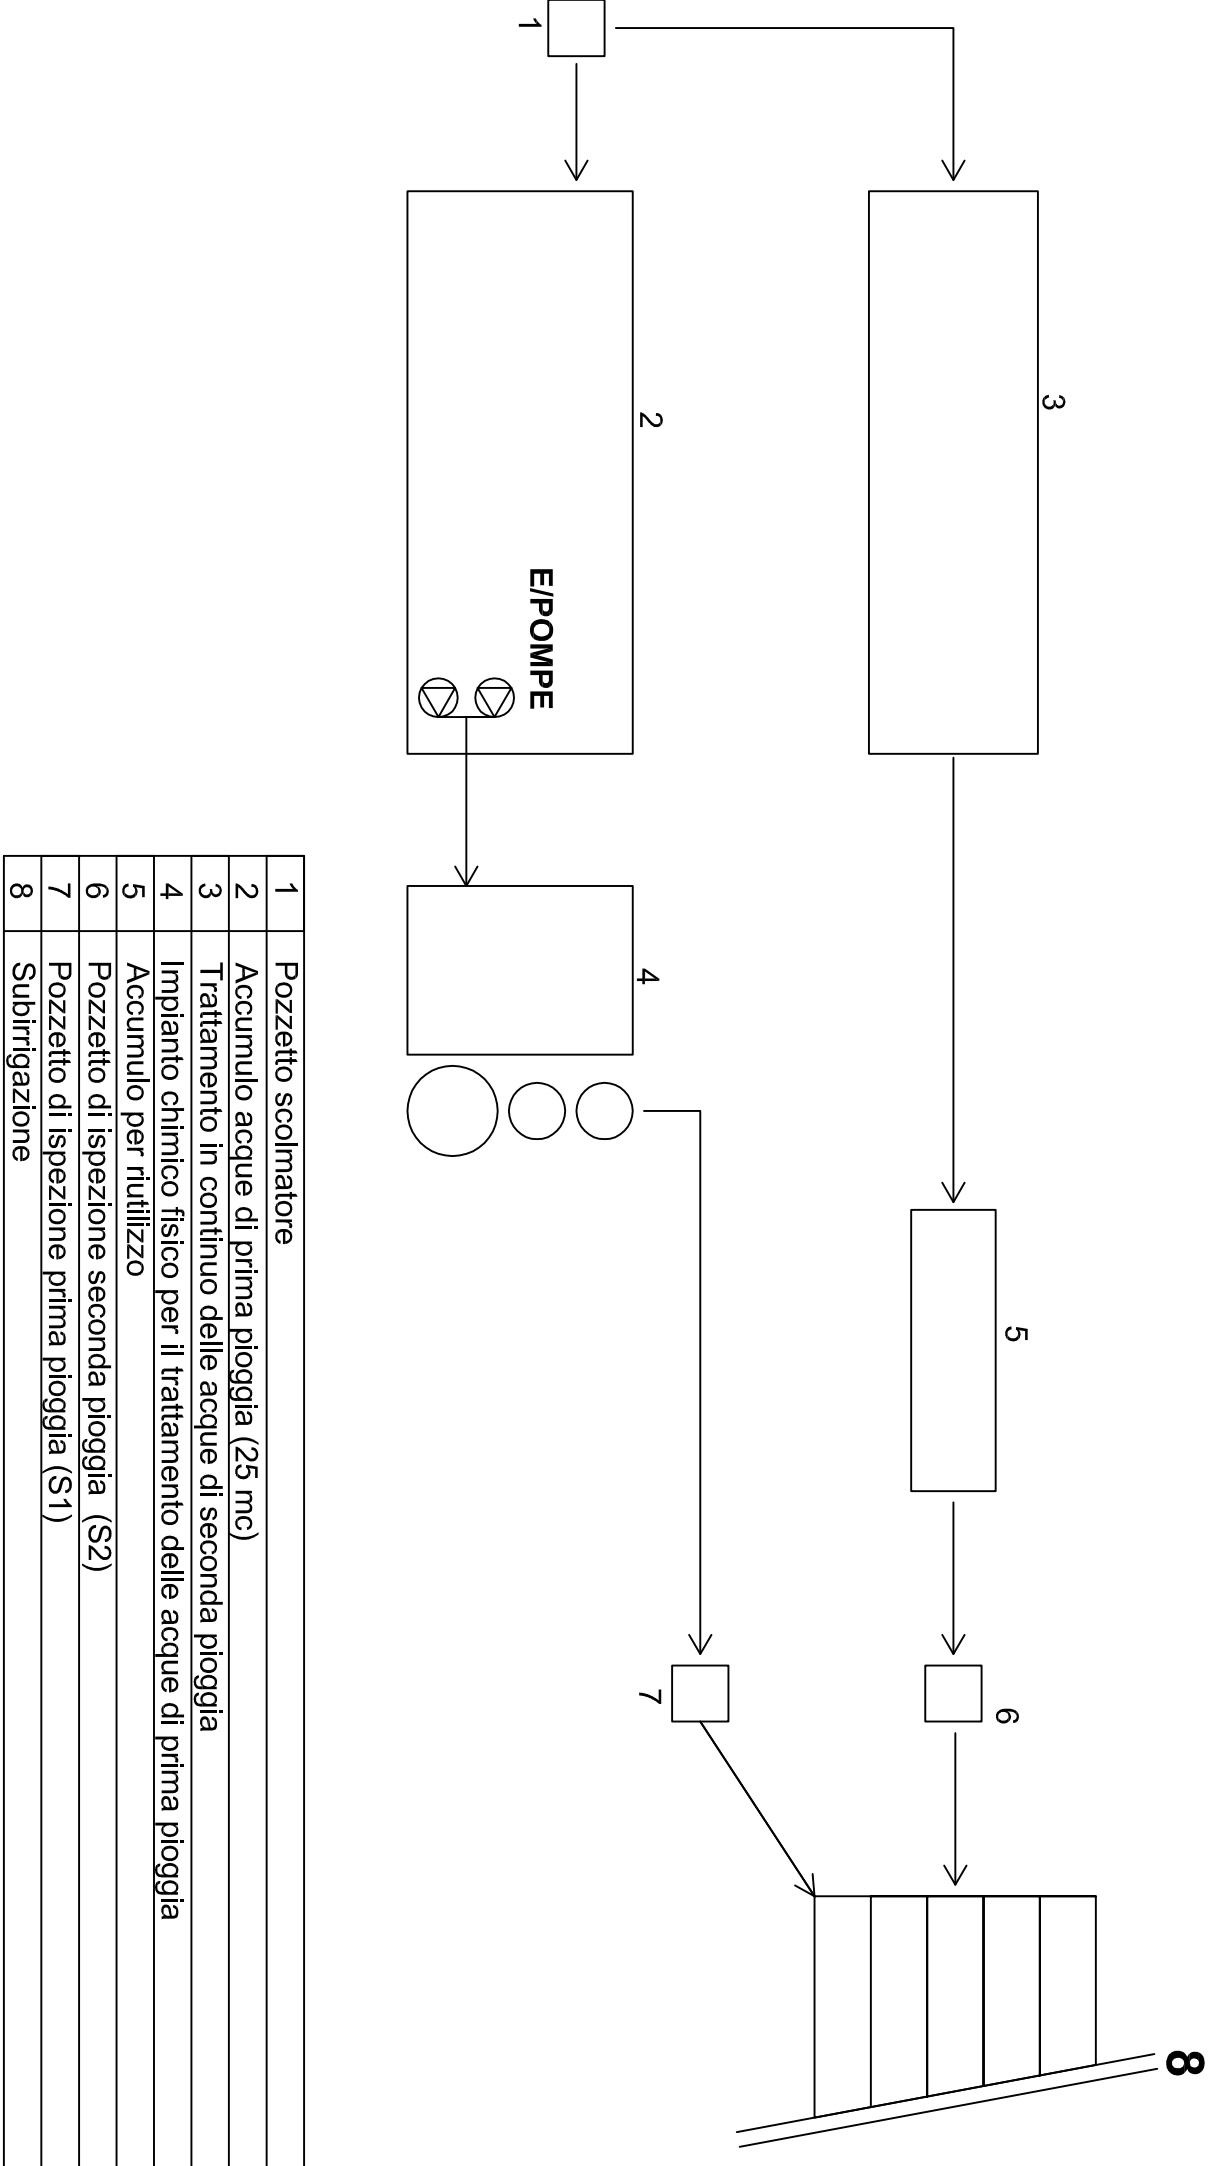 3
1
2
E/POMPE
4
5
6
7
8
1 Pozzetto scolmatore
2 Accumulo acque di prima pioggia (25 mc)
3 Trattamento in continuo delle acque di seconda pioggia
4 Impianto chimico fisico per il trattamento delle acque di prima pioggia
5 Accumulo per riutilizzo
6 Pozzetto di ispezione seconda pioggia (S2)
7 Pozzetto di ispezione prima pioggia (S1)
8 Subirrigazione